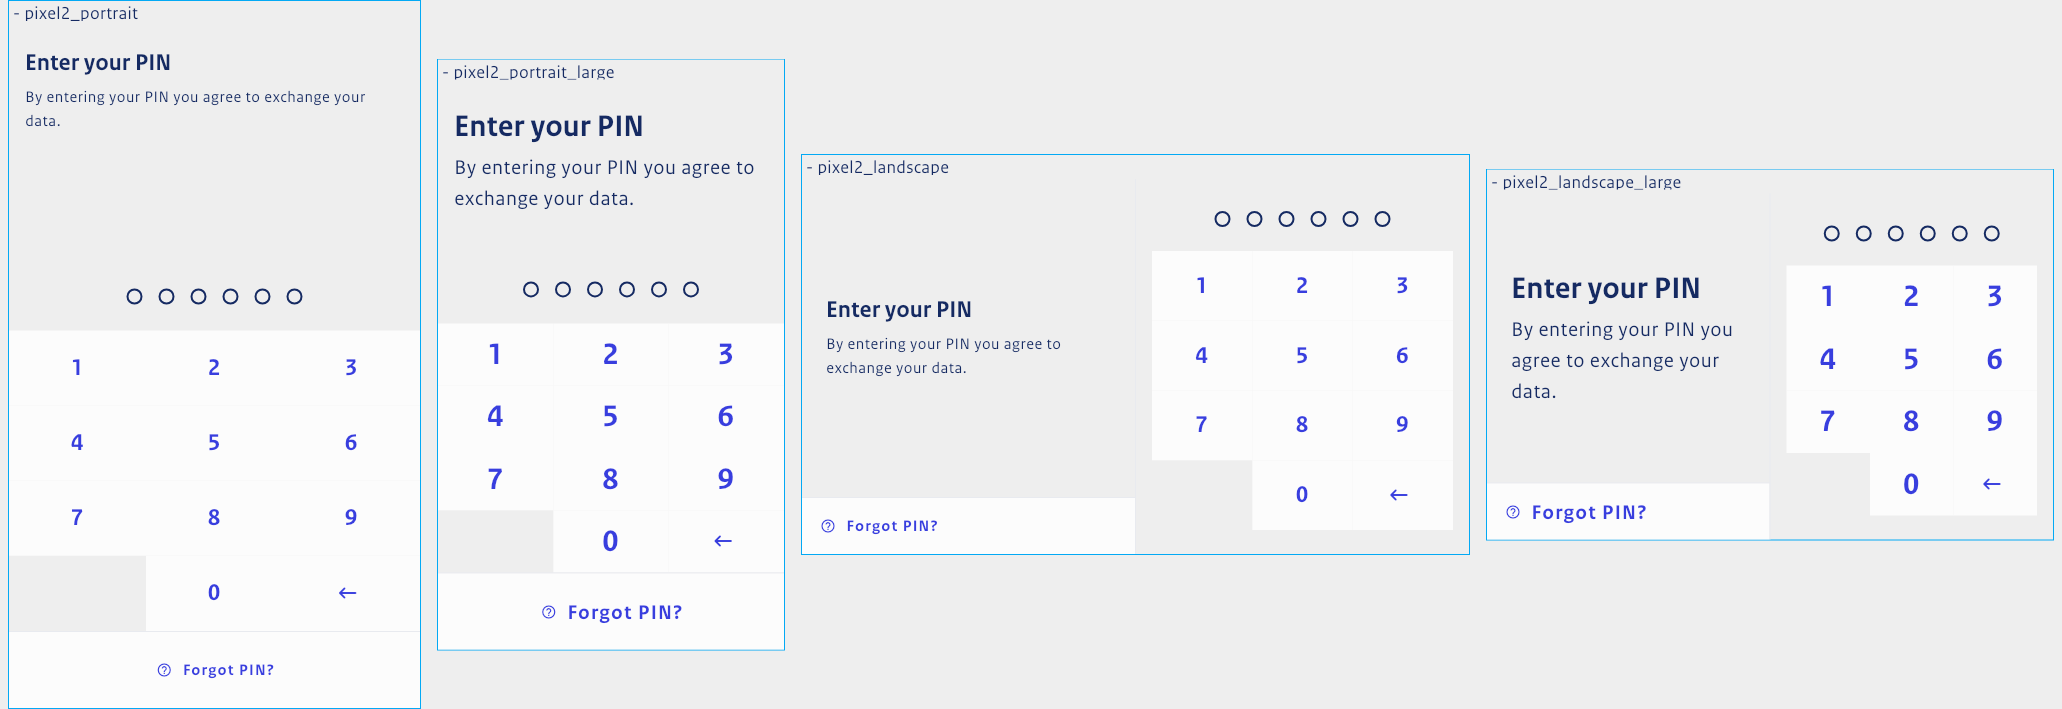 - pixel2_portrait
Enter your PIN
By entering your PIN you agree to exchange your
data.
1 2 3
4 5 6
7 8 9
0 ←
Forgot PIN?
- pixel2_portrait_large
Enter your PIN
By entering your PIN you agree to
exchange your data.
1 2 3
4 5 6
7 8 9
0 ←
Forgot PIN?
- pixel2_landscape
Enter your PIN
By entering your PIN you agree to
exchange your data.
Forgot PIN?
1 2 3
4 5 6
7 8 9
0 ←
- pixel2_landscape_large
Enter your PIN
By entering your PIN you
agree to exchange your
data.
Forgot PIN?
1 2 3
4 5 6
7 8 9
0 ←